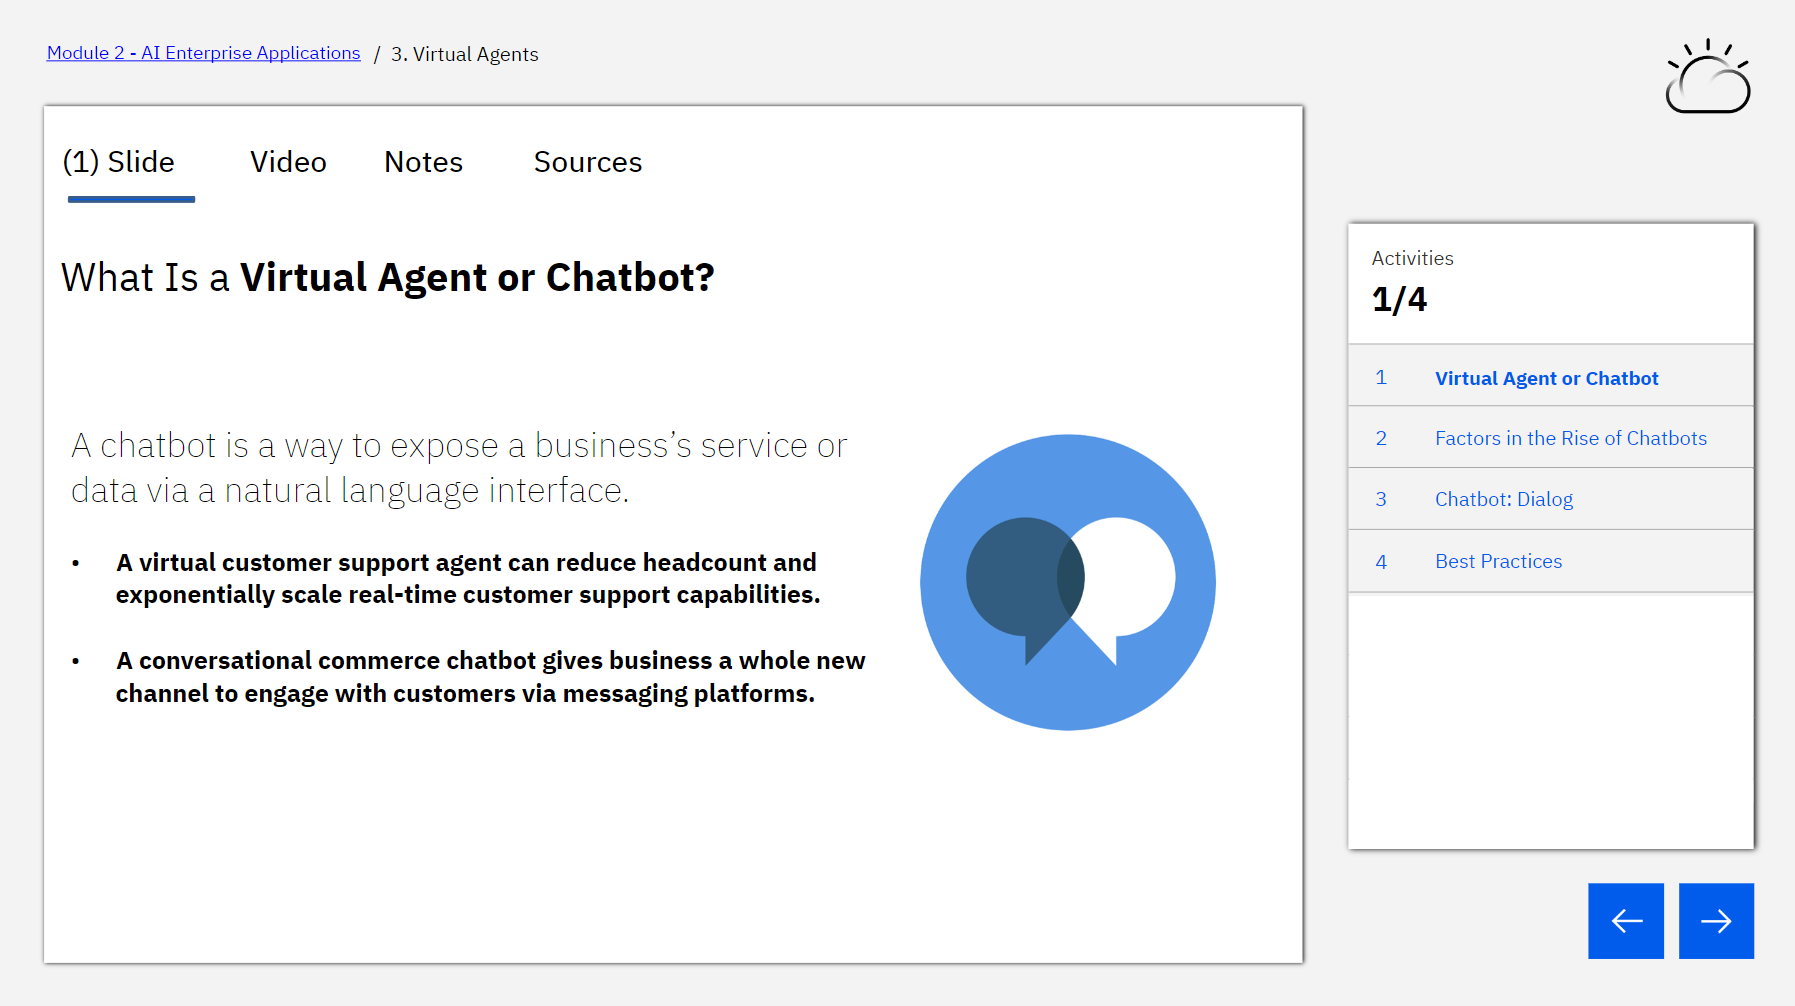 Module 2 - AI Enterprise Applications / 3. Virtual Agents
(1) Slide Video Notes Sources
What Is a Virtual Agent or Chatbot?
A chatbot is a way to expose a business’s service or
data via a natural language interface.
• A virtual customer support agent can reduce headcount and
exponentially scale real-time customer support capabilities.
• A conversational commerce chatbot gives business a whole new
channel to engage with customers via messaging platforms.
Activities
1/4
1 Virtual Agent or Chatbot
2 Factors in the Rise of Chatbots
3 Chatbot: Dialog
4 Best Practices